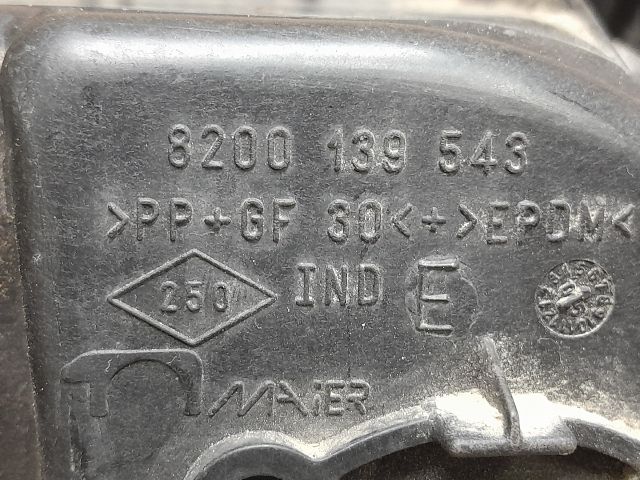 8200 139 543
>PP+GF 30<+>EPDM<
250 IND E
MAIER